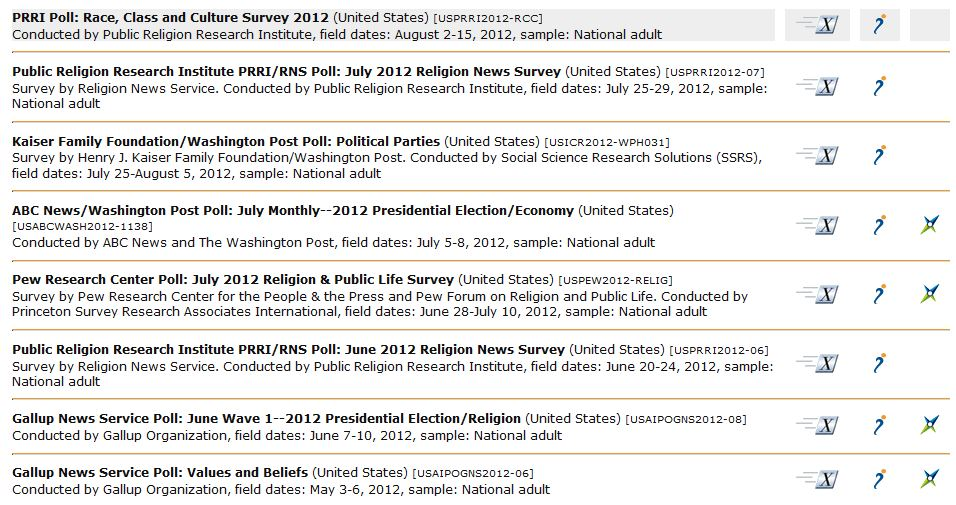 PRRI Poll: Race, Class and Culture Survey 2012 (United States) [USPRRI2012-RCC]
Conducted by Public Religion Research Institute, field dates: August 2-15, 2012, sample: National adult
Public Religion Research Institute PRRI/RNS Poll: July 2012 Religion News Survey (United States) [USPRRI2012-07]
Survey by Religion News Service. Conducted by Public Religion Research Institute, field dates: July 25-29, 2012, sample:
National adult
Kaiser Family Foundation/Washington Post Poll: Political Parties (United States) [USICR2012-WPH031]
Survey by Henry J. Kaiser Family Foundation/Washington Post. Conducted by Social Science Research Solutions (SSRS),
field dates: July 25-August 5, 2012, sample: National adult
ABC News/Washington Post Poll: July Monthly--2012 Presidential Election/Economy (United States)
[USABCWASH2012-1138]
Conducted by ABC News and The Washington Post, field dates: July 5-8, 2012, sample: National adult
Pew Research Center Poll: July 2012 Religion & Public Life Survey (United States) [USPEW2012-RELIG]
Survey by Pew Research Center for the People & the Press and Pew Forum on Religion and Public Life. Conducted by
Princeton Survey Research Associates International, field dates: June 28-July 10, 2012, sample: National adult
Public Religion Research Institute PRRI/RNS Poll: June 2012 Religion News Survey (United States) [USPRRI2012-06]
Survey by Religion News Service. Conducted by Public Religion Research Institute, field dates: June 20-24, 2012, sample:
National adult
Gallup News Service Poll: June Wave 1--2012 Presidential Election/Religion (United States) [USAIPOGNS2012-08]
Conducted by Gallup Organization, field dates: June 7-10, 2012, sample: National adult
Gallup News Service Poll: Values and Beliefs (United States) [USAIPOGNS2012-06]
Conducted by Gallup Organization, field dates: May 3-6, 2012, sample: National adult